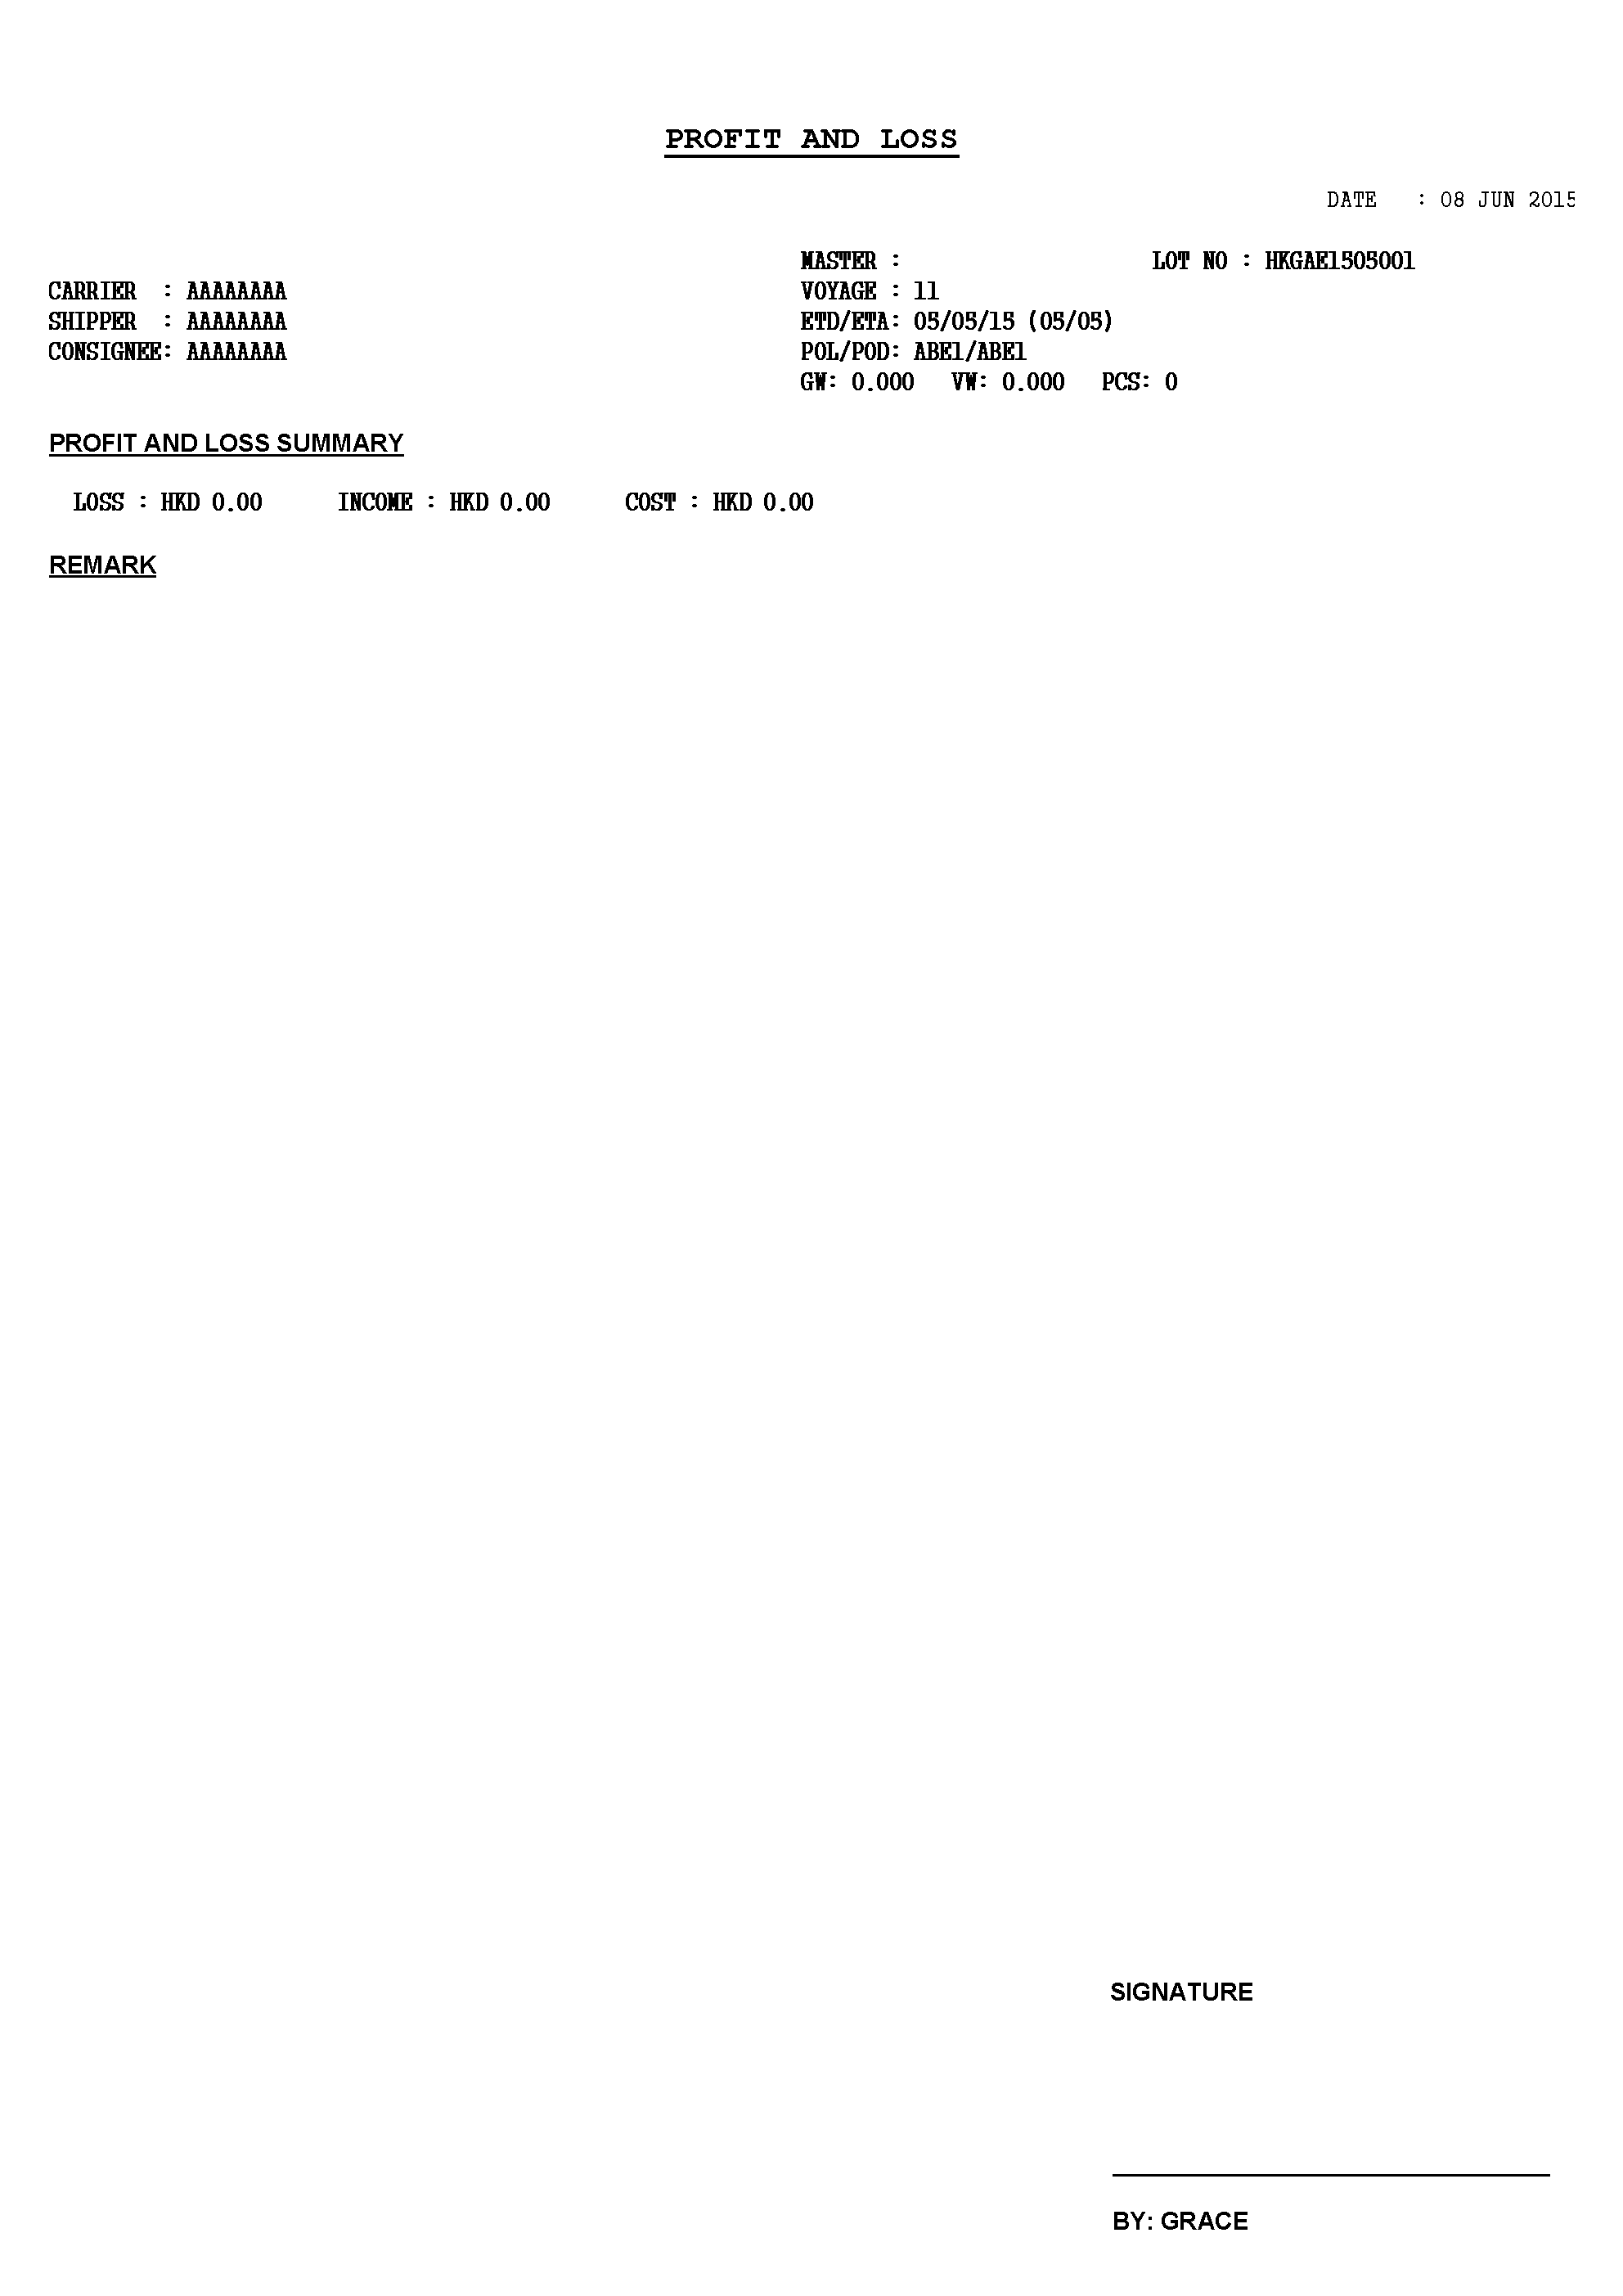 PROFIT AND LOSS
DATE : 08 JUN 2015
MASTER : LOT NO : HKGAE1505001
CARRIER : AAAAAAAA VOYAGE : 11
SHIPPER : AAAAAAAA ETD/ETA: 05/05/15 (05/05)
CONSIGNEE: AAAAAAAA POL/POD: ABE1/ABE1
GW: 0.000 VW: 0.000 PCS: 0
PROFIT AND LOSS SUMMARY
LOSS : HKD 0.00 INCOME : HKD 0.00 COST : HKD 0.00
REMARK
SIGNATURE
BY: GRACE